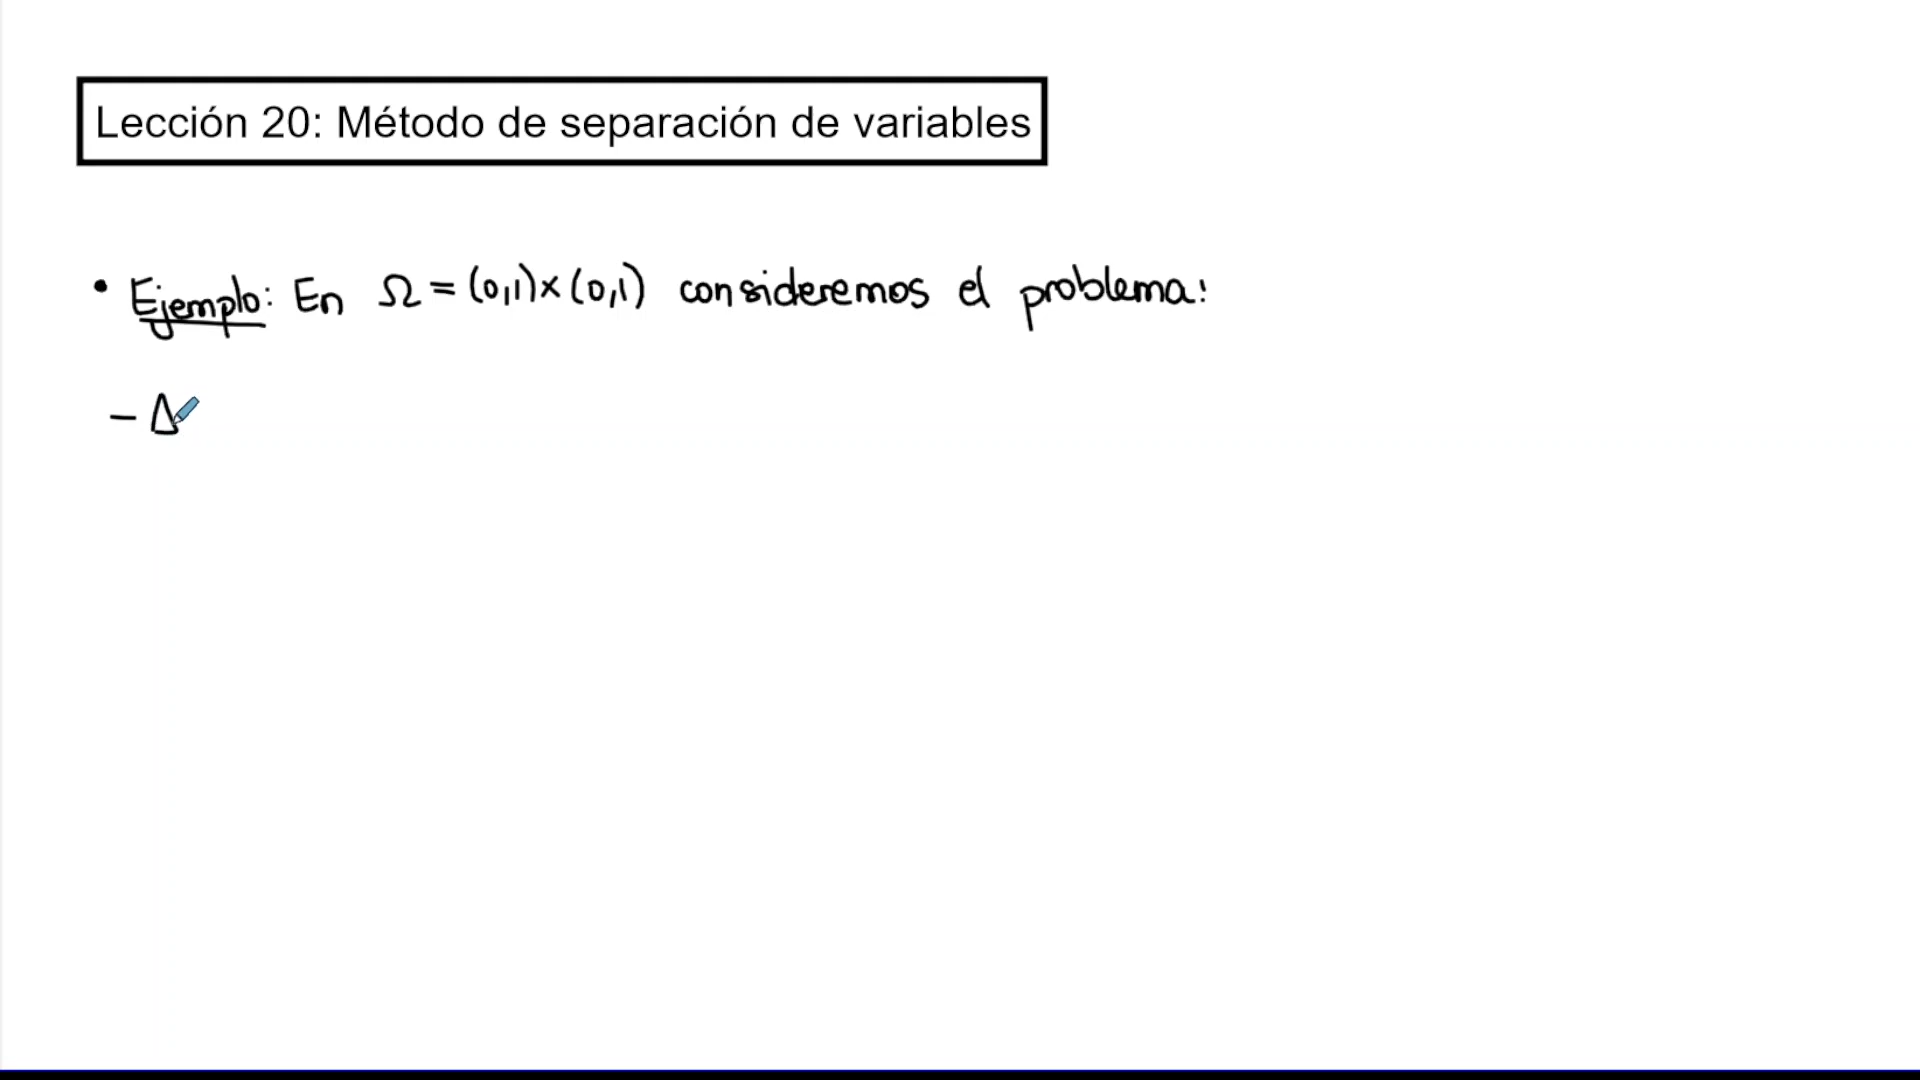 Lección 20: Método de separación de variables
• Ejemplo: En Ω = (0,1)×(0,1) consideremos el problema:
- Δ